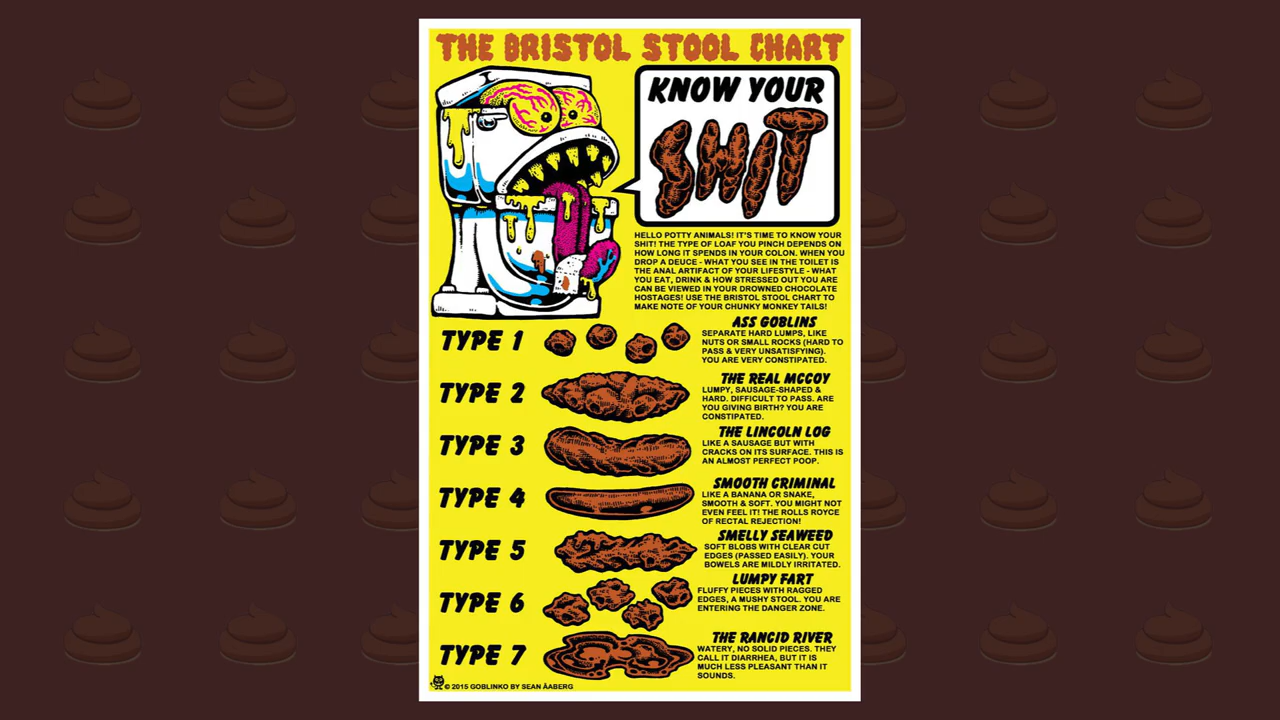 THE BRISTOL STOOL CHART
KNOW YOUR
SHIT
HELLO POTTY ANIMALS! IT'S TIME TO KNOW YOUR
SHIT! THE TYPE OF LOAF YOU PINCH DEPENDS ON
HOW LONG IT SPENDS IN YOUR COLON. WHEN YOU
DROP A DEUCE - WHAT YOU SEE IN THE TOILET IS
THE ANAL ARTIFACT OF YOUR LIFESTYLE - WHAT
YOU EAT, DRINK & HOW STRESSED OUT YOU ARE
CAN BE VIEWED IN YOUR DROWNED CHOCOLATE
HOSTAGES! USE THE BRISTOL STOOL CHART TO
MAKE NOTE OF YOUR CHUNKY MONKEY TAILS!
TYPE 1
ASS GOBLINS
SEPARATE HARD LUMPS, LIKE
NUTS OR SMALL ROCKS (HARD TO
PASS & VERY UNSATISFYING).
YOU ARE VERY CONSTIPATED.
TYPE 2
THE REAL MCCOY
LUMPY, SAUSAGE-SHAPED &
HARD. DIFFICULT TO PASS. ARE
YOU GIVING BIRTH? YOU ARE
CONSTIPATED.
TYPE 3
THE LINCOLN LOG
LIKE A SAUSAGE BUT WITH
CRACKS ON ITS SURFACE. THIS IS
AN ALMOST PERFECT POOP.
TYPE 4
SMOOTH CRIMINAL
LIKE A BANANA OR SNAKE,
SMOOTH & SOFT. YOU MIGHT NOT
EVEN FEEL IT! THE ROLLS ROYCE
OF RECTAL REJECTION!
TYPE 5
SMELLY SEAWEED
SOFT BLOBS WITH CLEAR CUT
EDGES (PASSED EASILY). YOUR
BOWELS ARE MILDLY IRRITATED.
TYPE 6
LUMPY FART
FLUFFY PIECES WITH RAGGED
EDGES, A MUSHY STOOL. YOU ARE
ENTERING THE DANGER ZONE.
TYPE 7
THE RANCID RIVER
WATERY, NO SOLID PIECES. THEY
CALL IT DIARRHEA, BUT IT IS
MUCH LESS PLEASANT THAN IT
SOUNDS.
© 2015 GOBLINKO BY SEAN ÄABERG